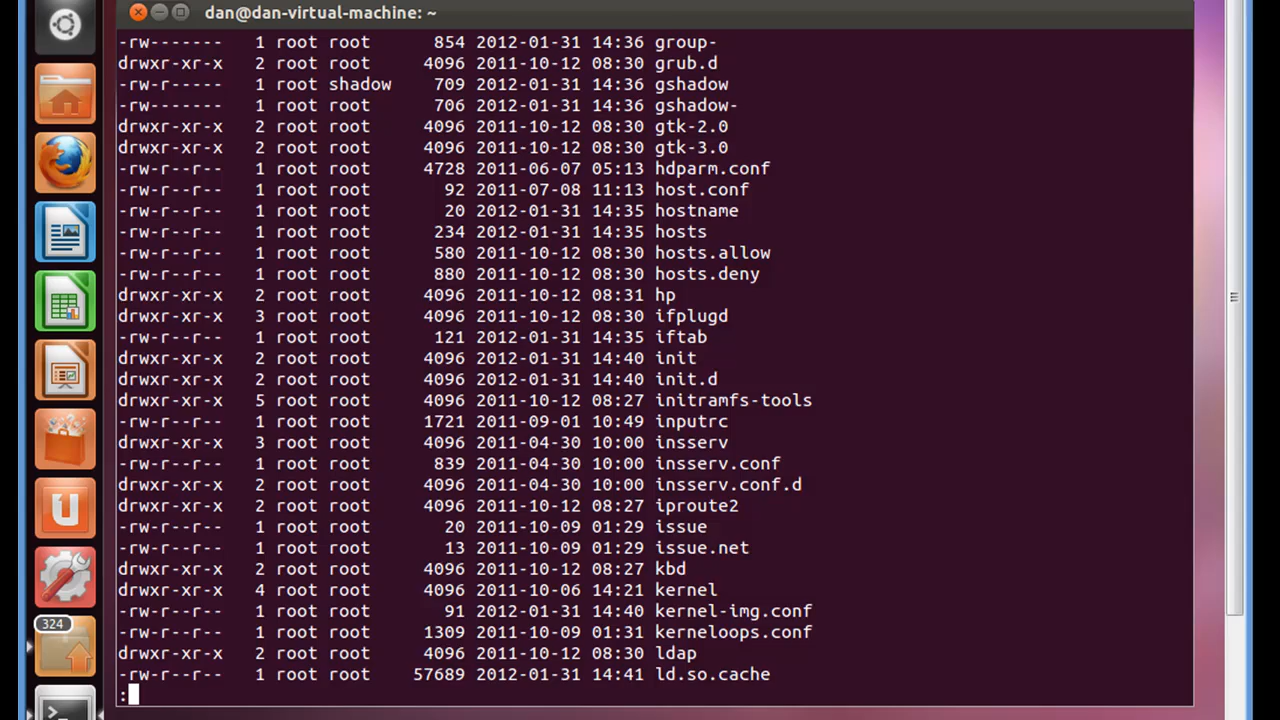 dan@dan-virtual-machine: ~
-rw------- 1 root root 854 2012-01-31 14:36 group-
drwxr-xr-x 2 root root 4096 2011-10-12 08:30 grub.d
-rw-r----- 1 root shadow 709 2012-01-31 14:36 gshadow
-rw------- 1 root root 706 2012-01-31 14:36 gshadow-
drwxr-xr-x 2 root root 4096 2011-10-12 08:30 gtk-2.0
drwxr-xr-x 2 root root 4096 2011-10-12 08:30 gtk-3.0
-rw-r--r-- 1 root root 4728 2011-06-07 05:13 hdparm.conf
-rw-r--r-- 1 root root 92 2011-07-08 11:13 host.conf
-rw-r--r-- 1 root root 20 2012-01-31 14:35 hostname
-rw-r--r-- 1 root root 234 2012-01-31 14:35 hosts
-rw-r--r-- 1 root root 580 2011-10-12 08:30 hosts.allow
-rw-r--r-- 1 root root 880 2011-10-12 08:30 hosts.deny
drwxr-xr-x 2 root root 4096 2011-10-12 08:31 hp
drwxr-xr-x 3 root root 4096 2011-10-12 08:30 ifplugd
-rw-r--r-- 1 root root 121 2012-01-31 14:35 iftab
drwxr-xr-x 2 root root 4096 2012-01-31 14:40 init
drwxr-xr-x 2 root root 4096 2012-01-31 14:40 init.d
drwxr-xr-x 5 root root 4096 2011-10-12 08:27 initramfs-tools
-rw-r--r-- 1 root root 1721 2011-09-01 10:49 inputrc
drwxr-xr-x 3 root root 4096 2011-04-30 10:00 insserv
-rw-r--r-- 1 root root 839 2011-04-30 10:00 insserv.conf
drwxr-xr-x 2 root root 4096 2011-04-30 10:00 insserv.conf.d
drwxr-xr-x 2 root root 4096 2011-10-12 08:27 iproute2
-rw-r--r-- 1 root root 20 2011-10-09 01:29 issue
-rw-r--r-- 1 root root 13 2011-10-09 01:29 issue.net
drwxr-xr-x 2 root root 4096 2011-10-12 08:27 kbd
drwxr-xr-x 4 root root 4096 2011-10-06 14:21 kernel
-rw-r--r-- 1 root root 91 2012-01-31 14:40 kernel-img.conf
-rw-r--r-- 1 root root 1309 2011-10-09 01:31 kerneloops.conf
drwxr-xr-x 2 root root 4096 2011-10-12 08:30 ldap
-rw-r--r-- 1 root root 57689 2012-01-31 14:41 ld.so.cache
:
324